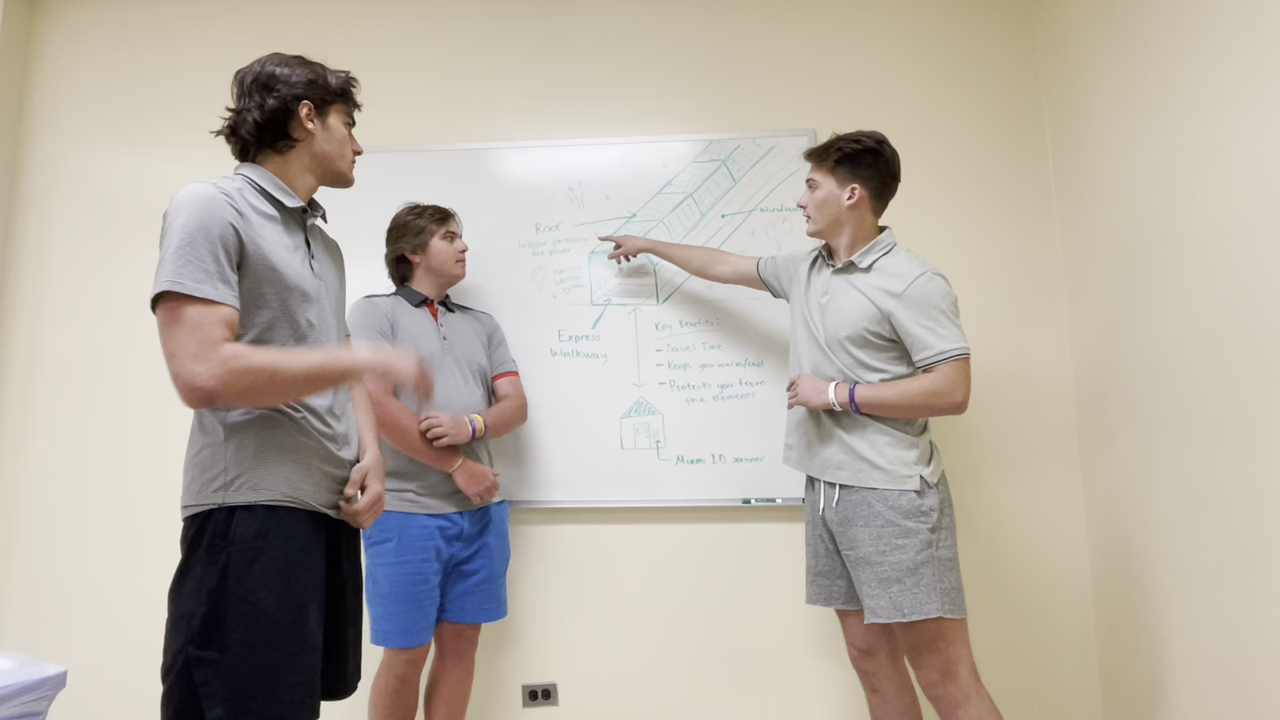 Roof
Windows
for power
Express
Walkway
Key Benefits:
- Saves Time
- Keeps you warm/cool
- Protects you from
the elements
Miami ID scanner